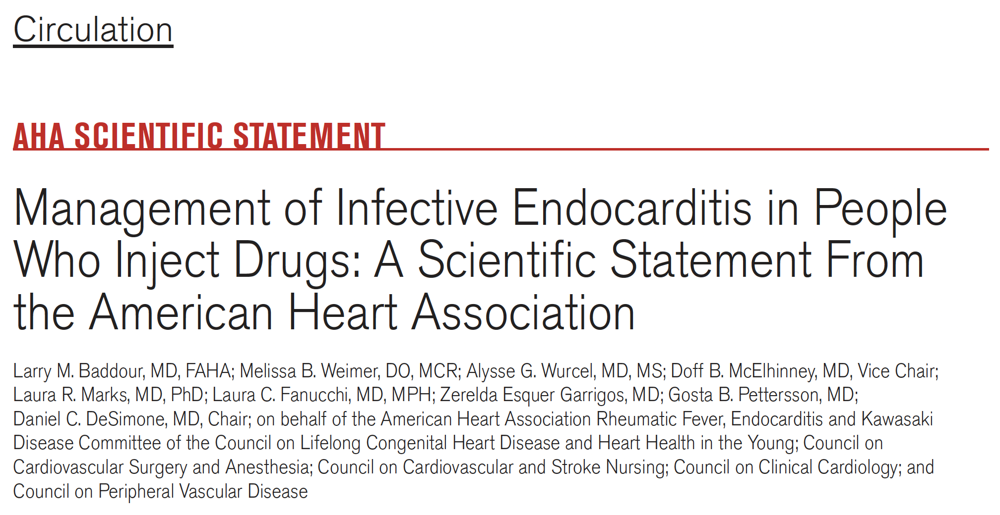 Circulation
AHA SCIENTIFIC STATEMENT
Management of Infective Endocarditis in People
Who Inject Drugs: A Scientific Statement From
the American Heart Association
Larry M. Baddour, MD, FAHA; Melissa B. Weimer, DO, MCR; Alysse G. Wurcel, MD, MS; Doff B. McElhinney, MD, Vice Chair;
Laura R. Marks, MD, PhD; Laura C. Fanucchi, MD, MPH; Zerelda Esquer Garrigos, MD; Gosta B. Pettersson, MD;
Daniel C. DeSimone, MD, Chair; on behalf of the American Heart Association Rheumatic Fever, Endocarditis and Kawasaki
Disease Committee of the Council on Lifelong Congenital Heart Disease and Heart Health in the Young; Council on
Cardiovascular Surgery and Anesthesia; Council on Cardiovascular and Stroke Nursing; Council on Clinical Cardiology; and
Council on Peripheral Vascular Disease